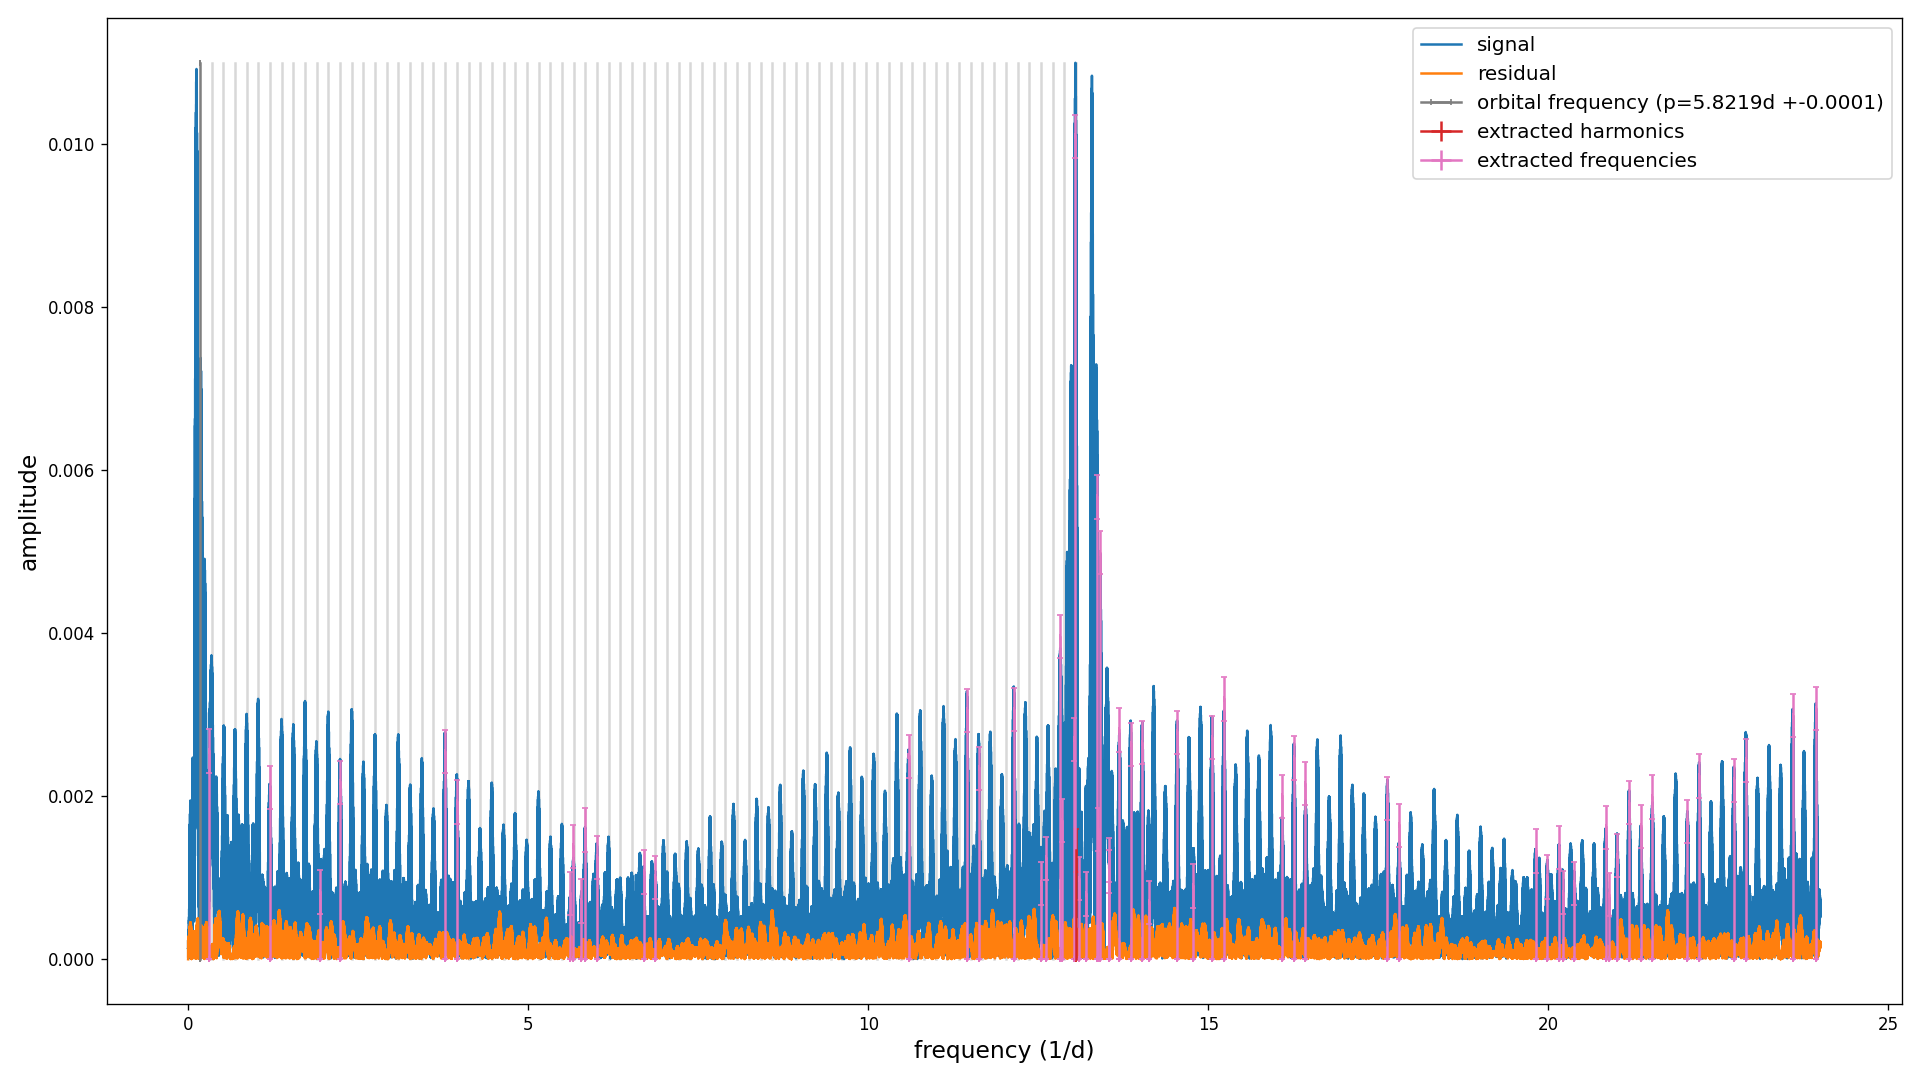 signal
residual
orbital frequency (p=5.8219d +-0.0001)
extracted harmonics
extracted frequencies
amplitude
0.010
0.008
0.006
0.004
0.002
0.000
0
5
10
15
20
25
frequency (1/d)